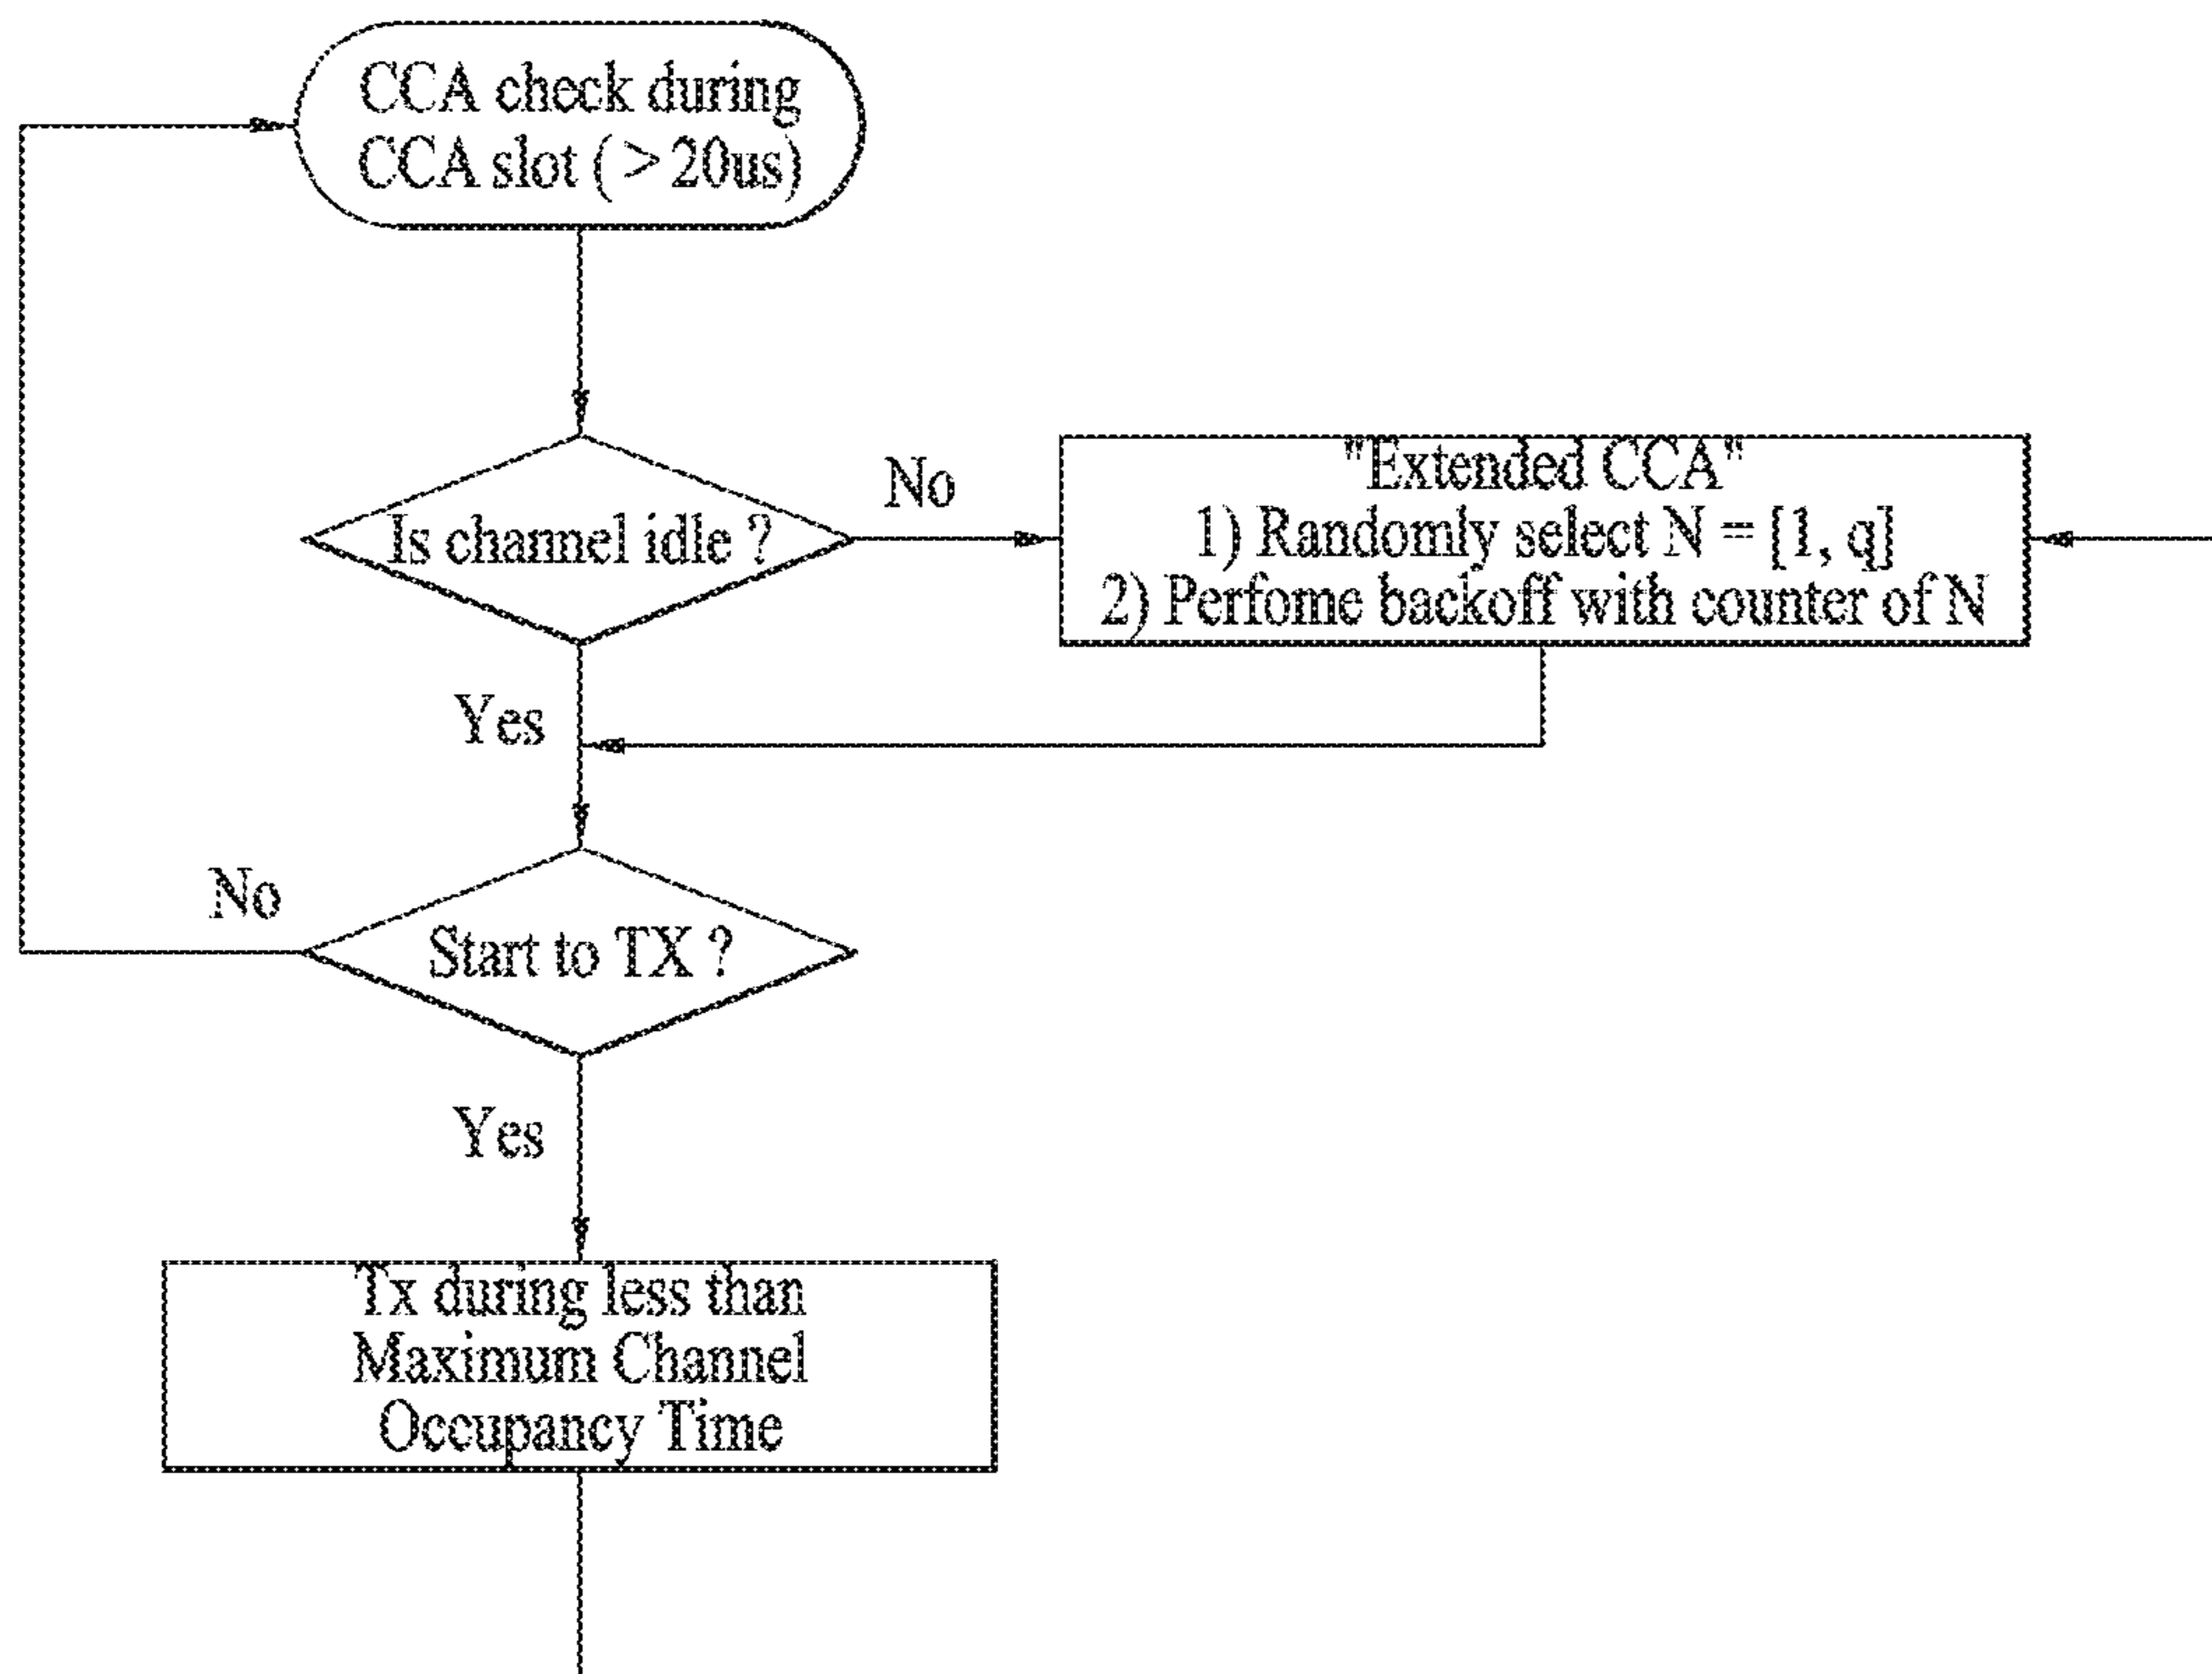 CCA check during
CCA slot ( > 20us)
Is channel idle ?
No
"Extended CCA"
1) Randomly select N = [1, q]
2) Perfome backoff with counter of N
Yes
No
Start to TX ?
Yes
Tx during less than
Maximum Channel
Occupancy Time